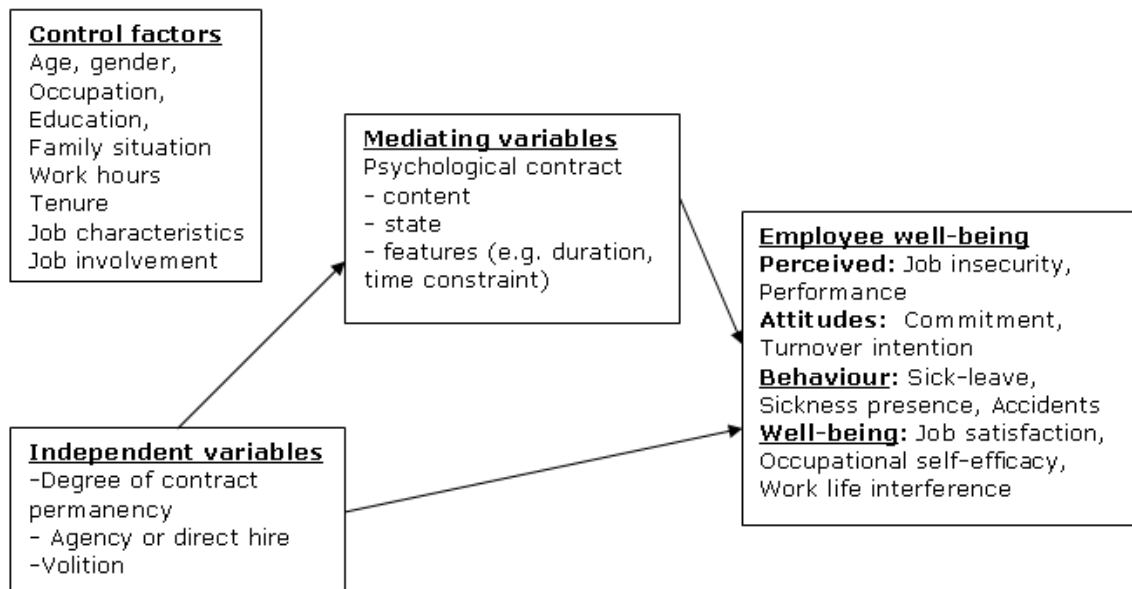 Control factors
Age, gender,
Occupation,
Education,
Family situation
Work hours
Tenure
Job characteristics
Job involvement
Mediating variables
Psychological contract
- content
- state
- features (e.g. duration,
time constraint)
Employee well-being
Perceived: Job insecurity,
Performance
Attitudes: Commitment,
Turnover intention
Behaviour: Sick-leave,
Sickness presence, Accidents
Well-being: Job satisfaction,
Occupational self-efficacy,
Work life interference
Independent variables
-Degree of contract
permanency
- Agency or direct hire
-Volition